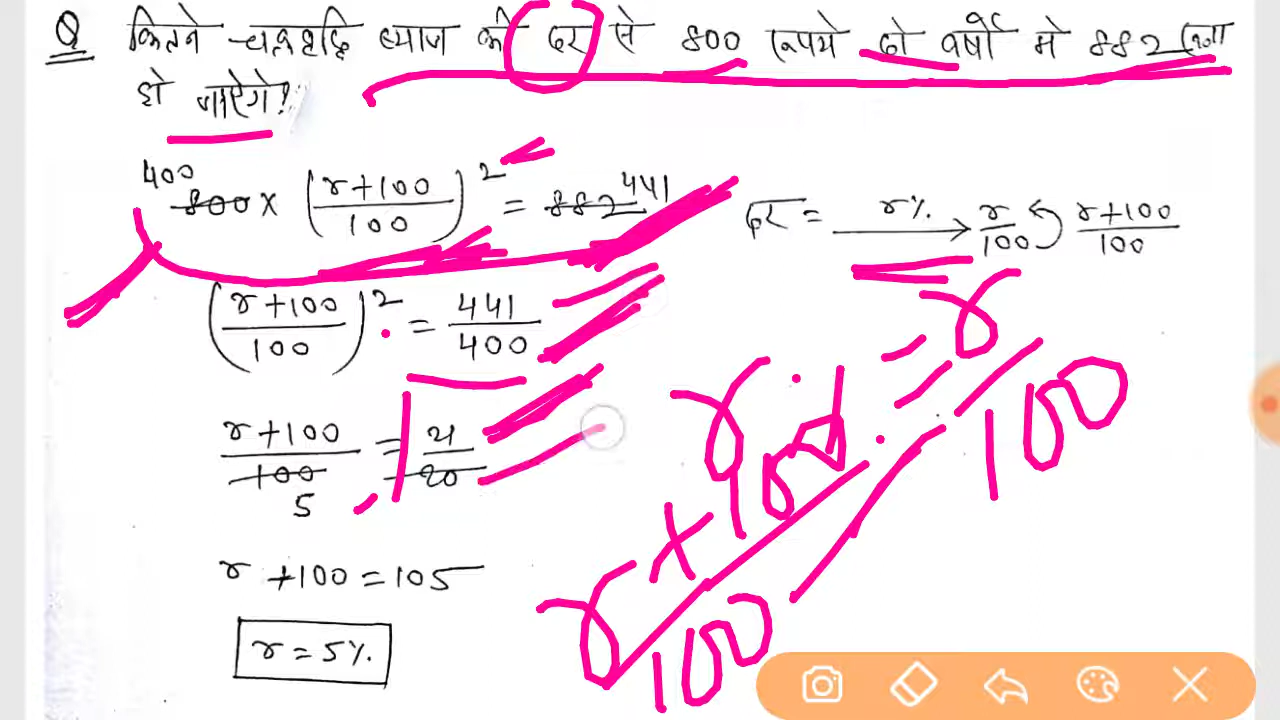 Q कितने चक्रवृद्धि ब्याज की दर से 800 रूपये दो वर्षो मे 882 रूपया
हो जाऐगे?
400
800 × (r+100/100)² = 882 441
दर = r% → r/100 r+100/100
(r+100/100)² = 441/400
r+100/100 = 21/20
5
r +100 = 105
r = 5%.
r/100
r+100/100